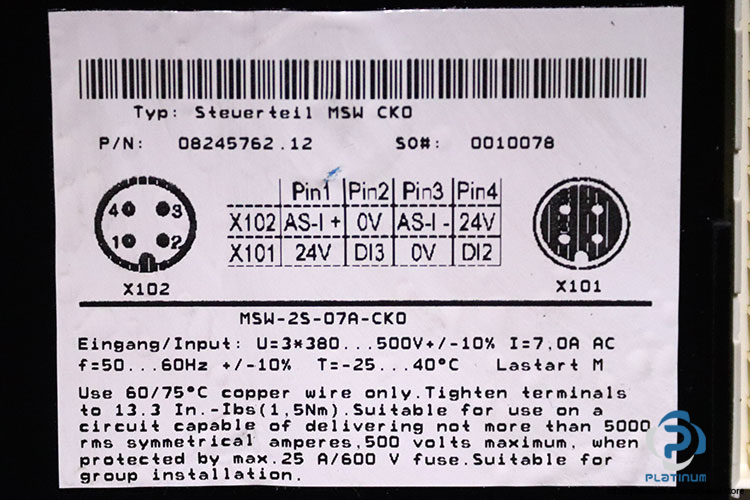 Typ: Steuerteil MSW CKO
P/N: 08245762.12 SO#: 0010078
Pin1 Pin2 Pin3 Pin4
X102 AS-I + 0V AS-I - 24V
X101 24V DI3 0V DI2
4 3
1 2
X102 X101
MSW-2S-07A-CKO
Eingang/Input: U=3*380...500V+/-10% I=7,0A AC
f=50...60Hz +/-10% T=-25...40°C Lastart M
Use 60/75°C copper wire only.Tighten terminals
to 13.3 In.-Ibs(1,5Nm).Suitable for use on a
circuit capable of delivering not more than 5000
rms symmetrical amperes,500 volts maximum, when
protected by max.25 A/600 V fuse.Suitable for
group installation.
PLATINUM